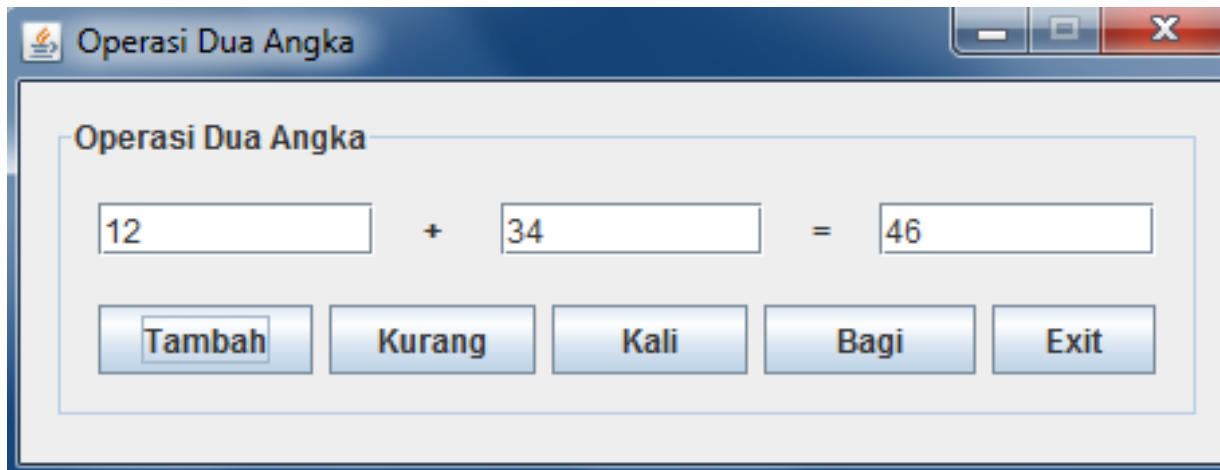 Operasi Dua Angka
Operasi Dua Angka
12 + 34 = 46
Tambah Kurang Kali Bagi Exit